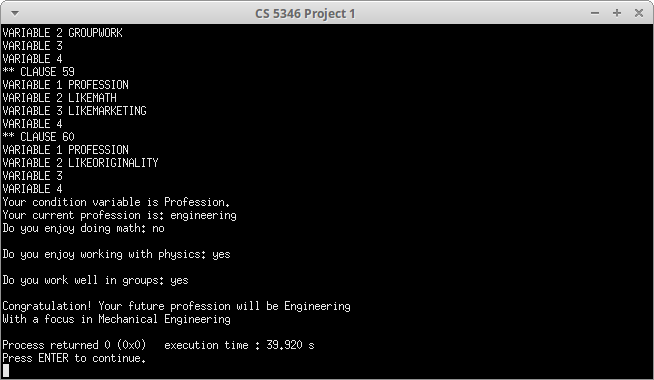 CS 5346 Project 1
VARIABLE 2 GROUPWORK
VARIABLE 3
VARIABLE 4
** CLAUSE 59
VARIABLE 1 PROFESSION
VARIABLE 2 LIKEMATH
VARIABLE 3 LIKEMARKETING
VARIABLE 4
** CLAUSE 60
VARIABLE 1 PROFESSION
VARIABLE 2 LIKEORIGINALITY
VARIABLE 3
VARIABLE 4
Your condition variable is Profession.
Your current profession is: engineering
Do you enjoy doing math: no
Do you enjoy working with physics: yes
Do you work well in groups: yes
Congratulation! Your future profession will be Engineering
With a focus in Mechanical Engineering
Process returned 0 (0x0)   execution time : 39.920 s
Press ENTER to continue.